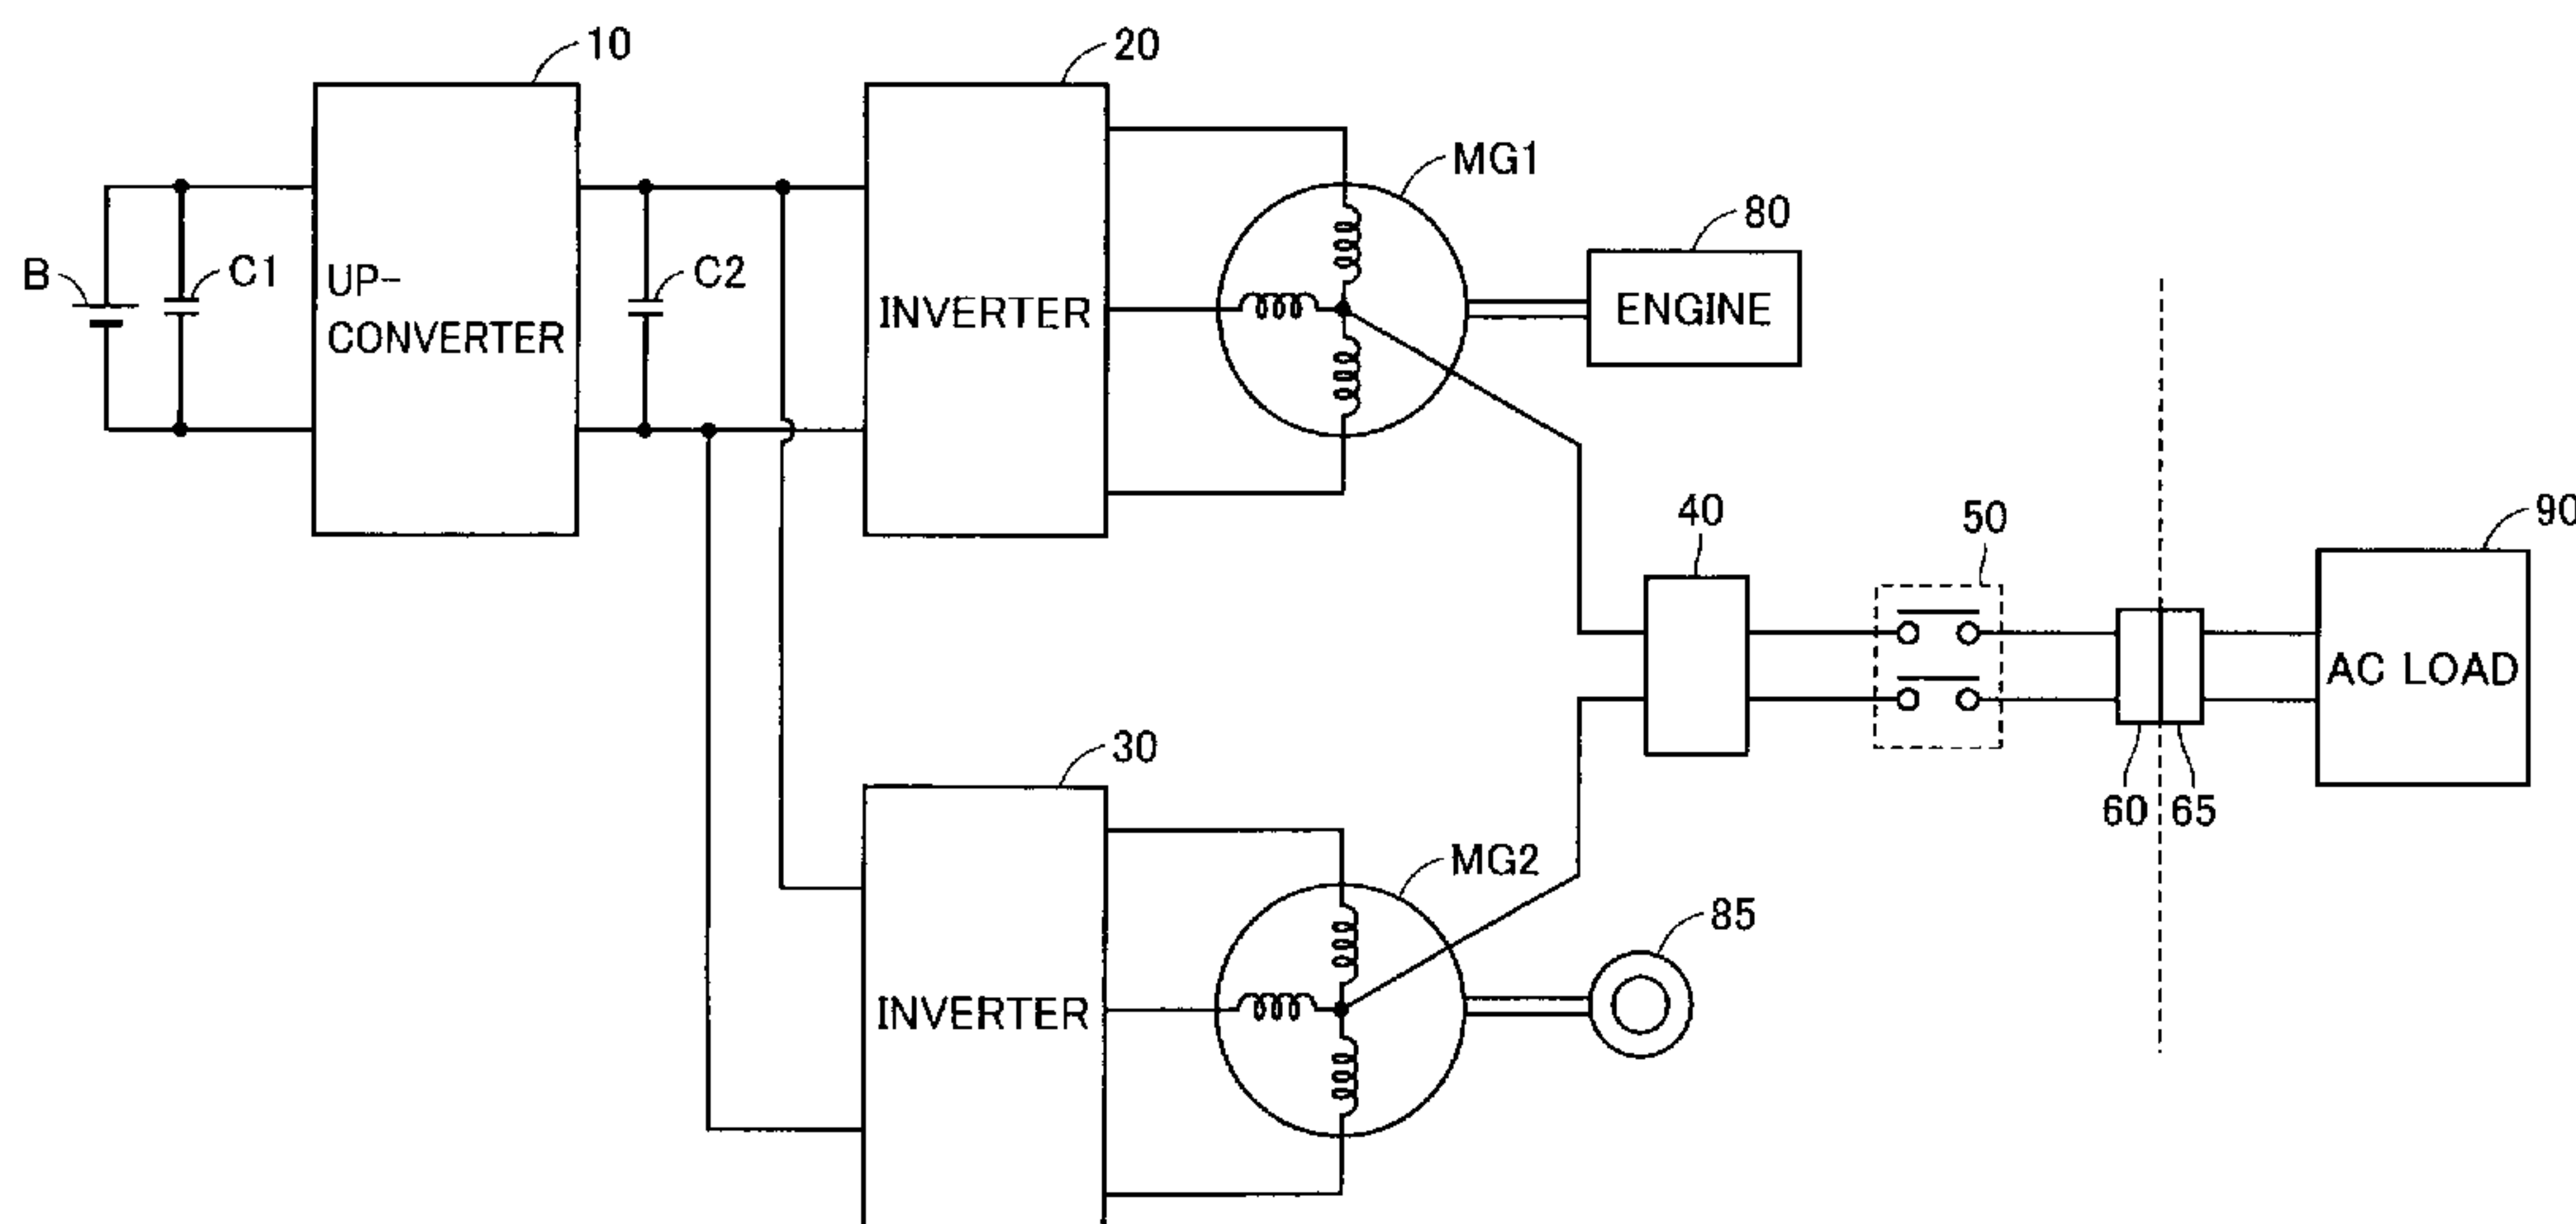 10
20
MG1
80
B
C1
UP-
CONVERTER
C2
INVERTER
ENGINE
40
50
90
AC LOAD
60
65
30
MG2
85
INVERTER